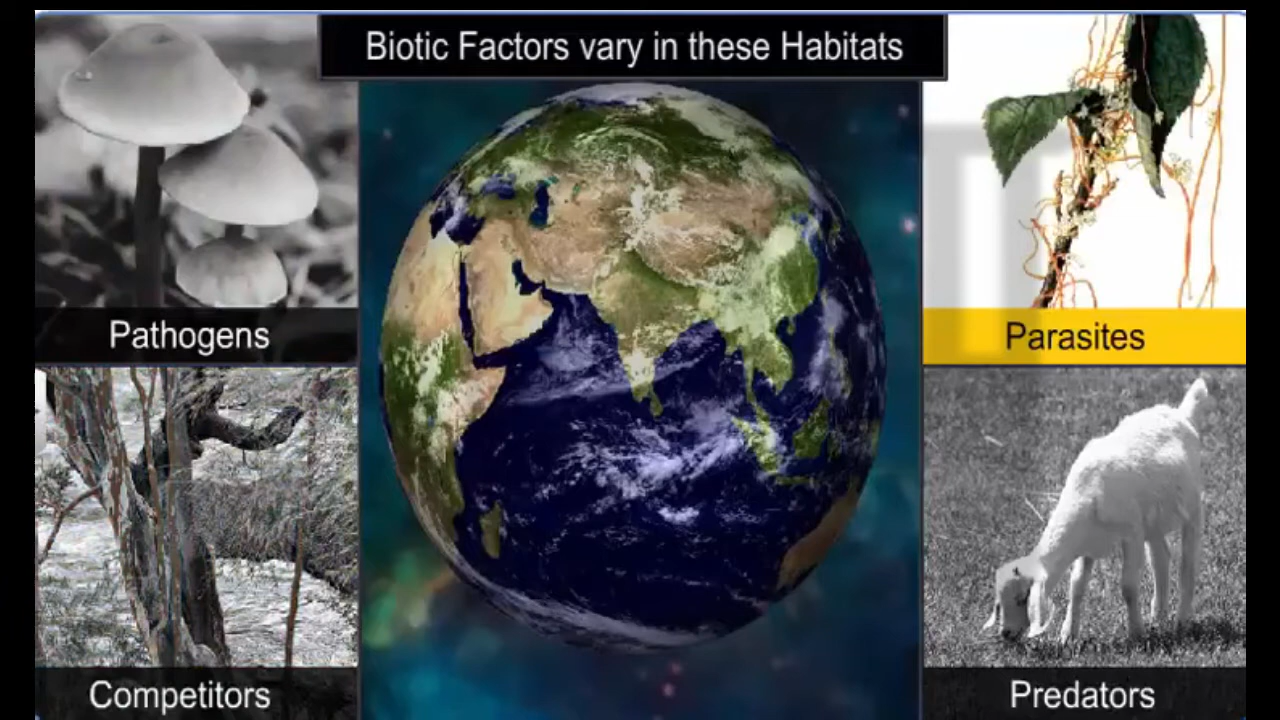 Biotic Factors vary in these Habitats
Pathogens
Parasites
Competitors
Predators